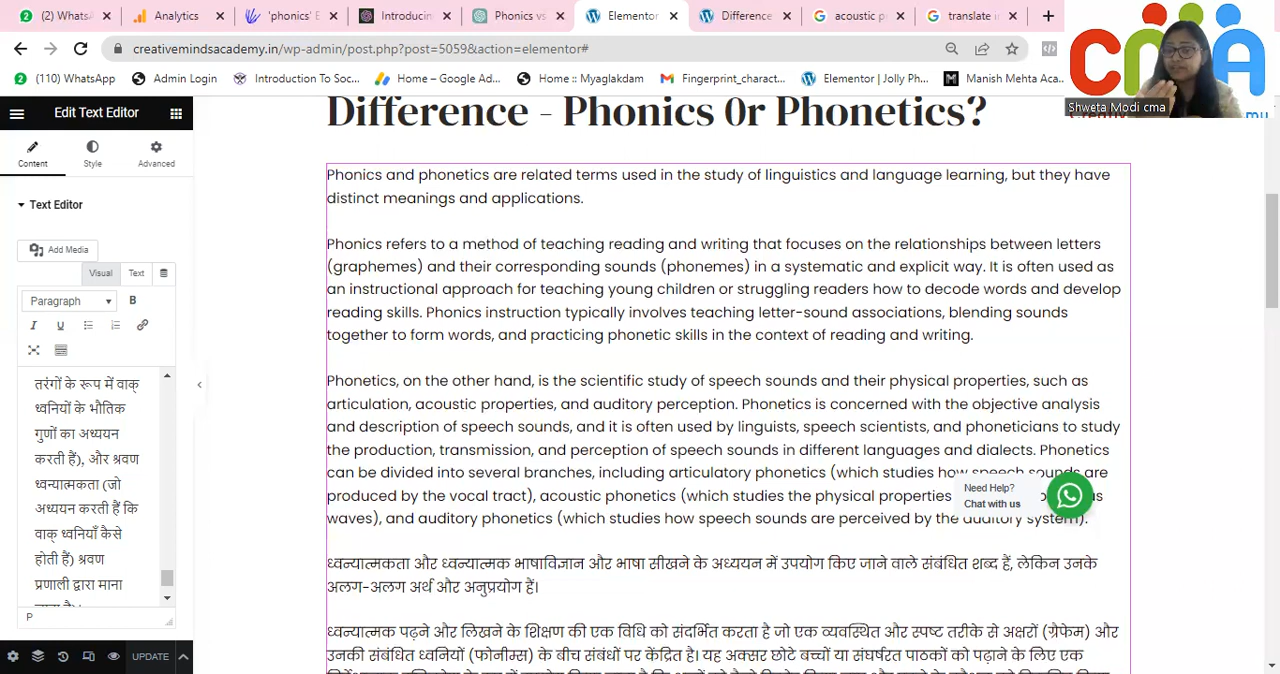 (2) Whats
Analytics
'phonics' E
Introducin
Phonics vs
Elementor
Difference
acoustic p
translate i
creativemindsacademy.in/wp-admin/post.php?post=5059&action=elementor#
(110) WhatsApp
Admin Login
Introduction To Soc...
Home – Google Ad...
Home :: Myaglakdam
Fingerprint_charact...
Elementor | Jolly Ph...
Manish Mehta Aca...
Shweta Modi cma
Edit Text Editor
Content
Style
Advanced
Text Editor
Add Media
Visual
Text
Paragraph
B
I
U
तरंगों के रूप में वाक्
ध्वनियों के भौतिक
गुणों का अध्ययन
करती हैं), और श्रवण
ध्वन्यात्मकता (जो
अध्ययन करती हैं कि
वाक् ध्वनियाँ कैसे
होती हैं) श्रवण
प्रणाली द्वारा माना
P
UPDATE
Difference - Phonics 0r Phonetics?
Phonics and phonetics are related terms used in the study of linguistics and language learning, but they have
distinct meanings and applications.
Phonics refers to a method of teaching reading and writing that focuses on the relationships between letters
(graphemes) and their corresponding sounds (phonemes) in a systematic and explicit way. It is often used as
an instructional approach for teaching young children or struggling readers how to decode words and develop
reading skills. Phonics instruction typically involves teaching letter-sound associations, blending sounds
together to form words, and practicing phonetic skills in the context of reading and writing.
Phonetics, on the other hand, is the scientific study of speech sounds and their physical properties, such as
articulation, acoustic properties, and auditory perception. Phonetics is concerned with the objective analysis
and description of speech sounds, and it is often used by linguists, speech scientists, and phoneticians to study
the production, transmission, and perception of speech sounds in different languages and dialects. Phonetics
can be divided into several branches, including articulatory phonetics (which studies how speech sounds are
produced by the vocal tract), acoustic phonetics (which studies the physical properties
waves), and auditory phonetics (which studies how speech sounds are perceived by the auditory system).
Need Help?
Chat with us
ध्वन्यात्मकता और ध्वन्यात्मक भाषाविज्ञान और भाषा सीखने के अध्ययन में उपयोग किए जाने वाले संबंधित शब्द हैं, लेकिन उनके
अलग-अलग अर्थ और अनुप्रयोग हैं।
ध्वन्यात्मक पढ़ने और लिखने के शिक्षण की एक विधि को संदर्भित करता है जो एक व्यवस्थित और स्पष्ट तरीके से अक्षरों (ग्रैफेम) और
उनकी संबंधित ध्वनियों (फोनीम्स) के बीच संबंधों पर केंद्रित है। यह अक्सर छोटे बच्चों या संघर्षरत पाठकों को पढ़ाने के लिए एक